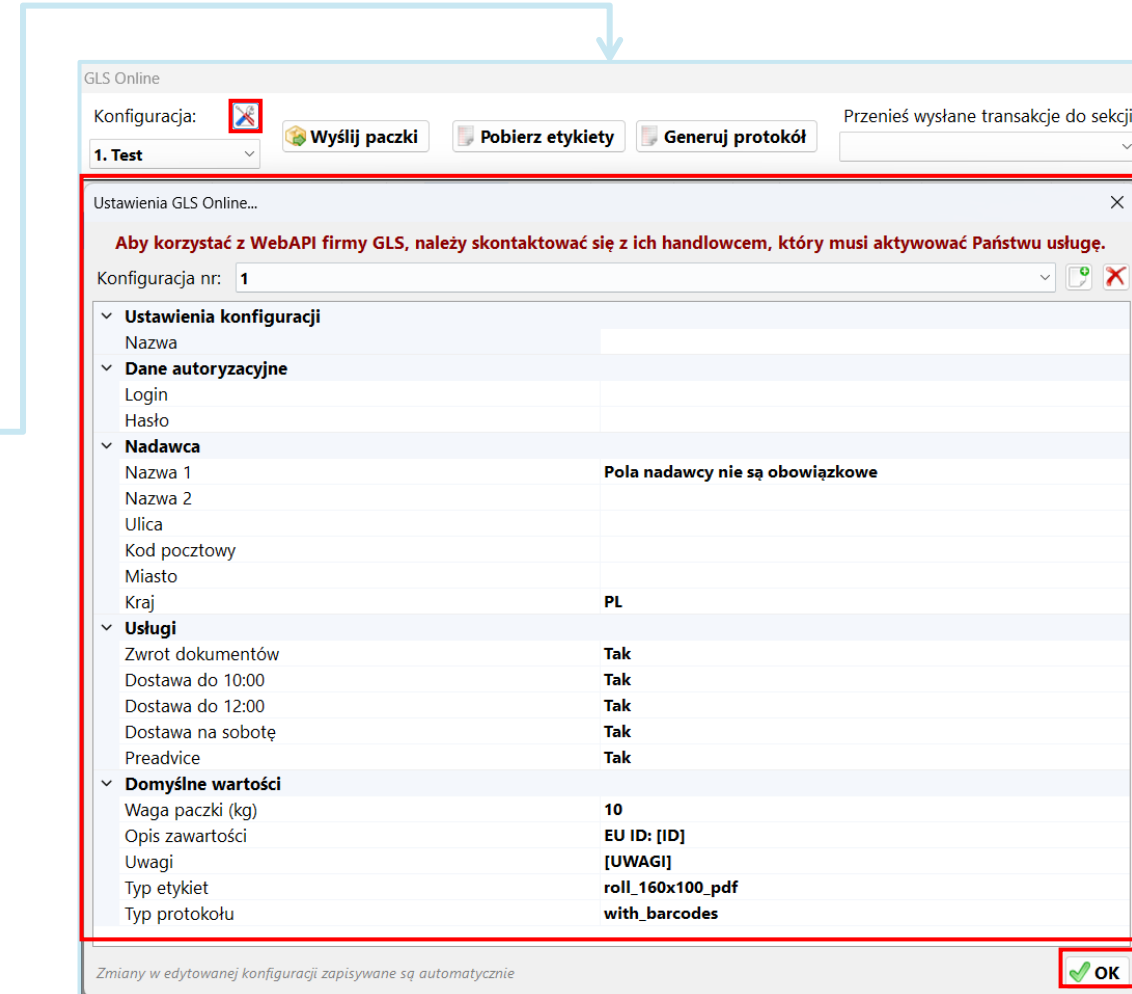 GLS Online
Konfiguracja:
Przenieś wysłane transakcje do sekcji
Wyślij paczki
Pobierz etykiety
Generuj protokół
1. Test
Ustawienia GLS Online...
Aby korzystać z WebAPI firmy GLS, należy skontaktować się z ich handlowcem, który musi aktywować Państwu usługę.
Konfiguracja nr: 1
Ustawienia konfiguracji
Nazwa
Dane autoryzacyjne
Login
Hasło
Nadawca
Nazwa 1 Pola nadawcy nie są obowiązkowe
Nazwa 2
Ulica
Kod pocztowy
Miasto
Kraj PL
Usługi
Zwrot dokumentów Tak
Dostawa do 10:00 Tak
Dostawa do 12:00 Tak
Dostawa na sobotę Tak
Preadvice Tak
Domyślne wartości
Waga paczki (kg) 10
Opis zawartości EU ID: [ID]
Uwagi [UWAGI]
Typ etykiet roll_160x100_pdf
Typ protokołu with_barcodes
Zmiany w edytowanej konfiguracji zapisywane są automatycznie
OK